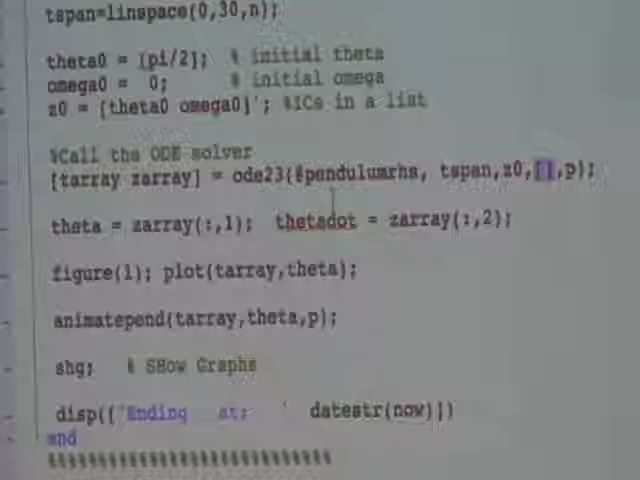 tspan=linspace(0,30,n);
theta0 = [pi/2]; % initial theta
omega0 = 0; % initial omega
z0 = [theta0 omega0]'; %ICs in a list
%Call the ODE solver
[tarray zarray] = ode23(@pendulumrhs, tspan,z0,[],p);
theta = zarray(:,1); thetadot = zarray(:,2);
figure(1); plot(tarray,theta);
animatepend(tarray,theta,p);
shg; % SHow Graphs
disp(['Ending at: ' datestr(now)])
end
%%%%%%%%%%%%%%%%%%%%%%%%%%%